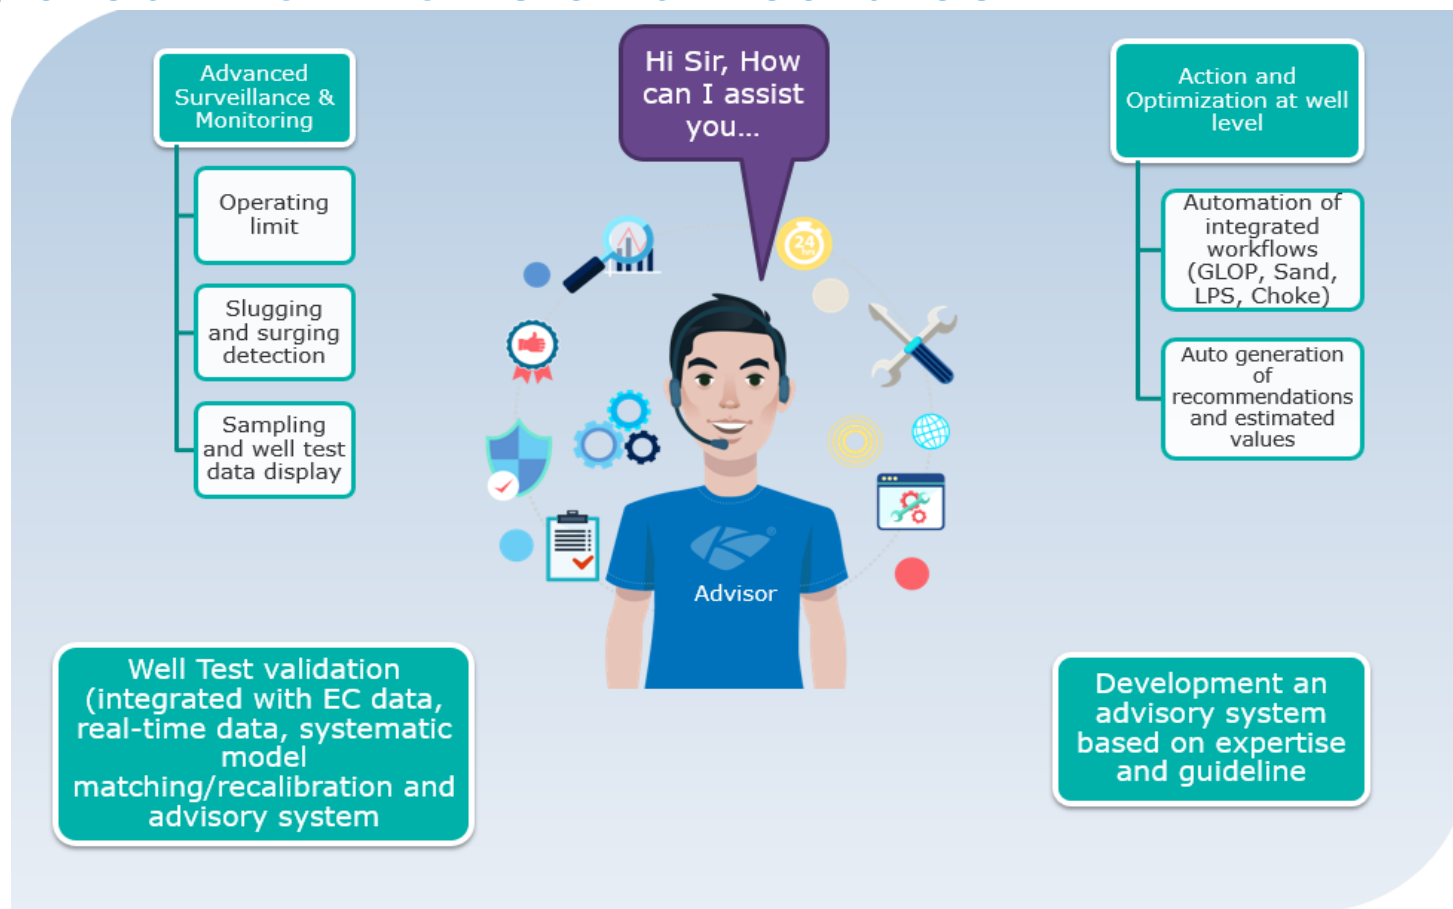 Advanced
Surveillance &
Monitoring
Operating
limit
Slugging
and surging
detection
Sampling
and well test
data display
Hi Sir, How
can I assist
you...
24
Advisor
®
Action and
Optimization at well
level
Automation of
integrated
workflows
(GLOP, Sand,
LPS, Choke)
Auto generation
of
recommendations
and estimated
values
Well Test validation
(integrated with EC data,
real-time data, systematic
model
matching/recalibration and
advisory system
Development an
advisory system
based on expertise
and guideline